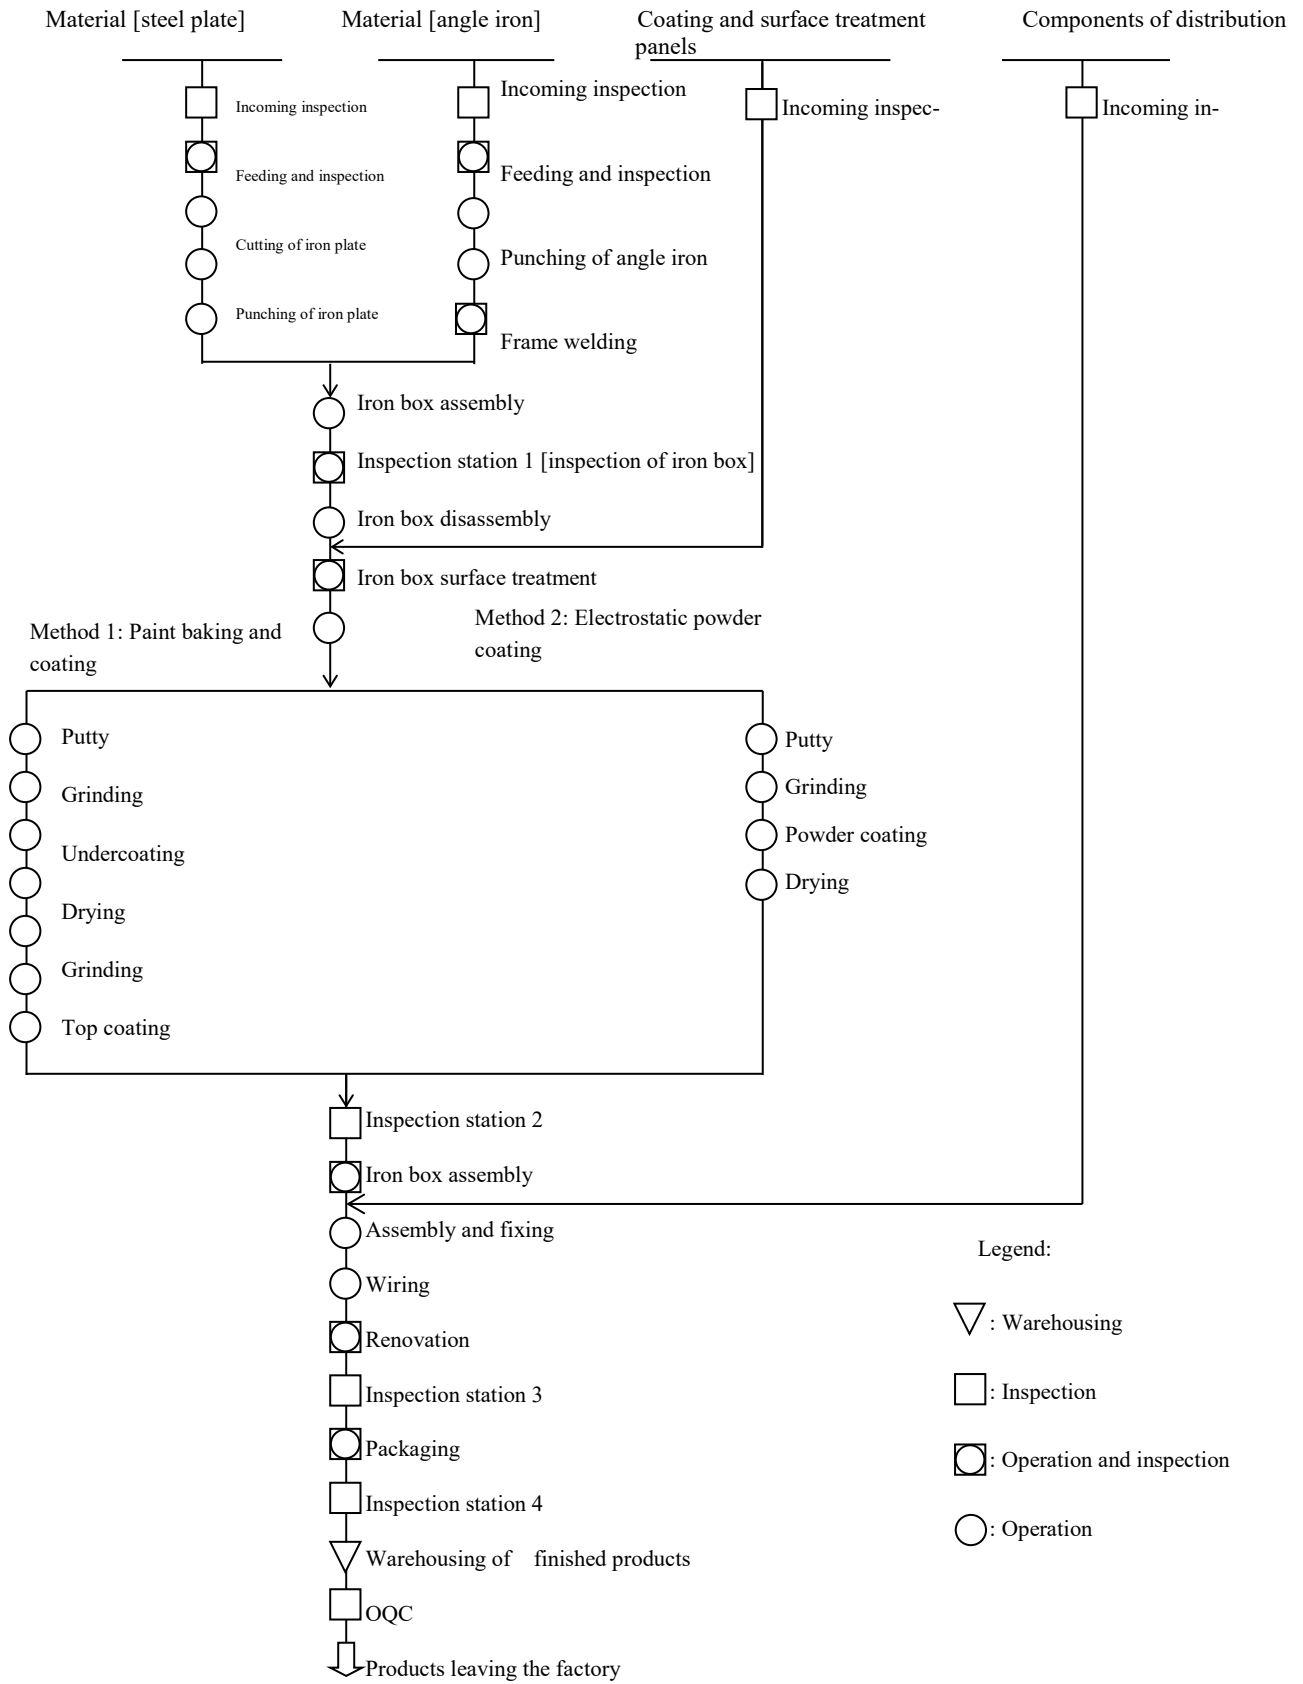 Material [steel plate]
Material [angle iron]
Coating and surface treatment
panels
Components of distribution
Incoming inspection
Feeding and inspection
Cutting of iron plate
Punching of iron plate
Incoming inspection
Feeding and inspection
Punching of angle iron
Frame welding
Incoming inspec-
Incoming in-
Iron box assembly
Inspection station 1 [inspection of iron box]
Iron box disassembly
Iron box surface treatment
Method 1: Paint baking and
coating
Method 2: Electrostatic powder
coating
Putty
Grinding
Undercoating
Drying
Grinding
Top coating
Putty
Grinding
Powder coating
Drying
Inspection station 2
Iron box assembly
Assembly and fixing
Wiring
Renovation
Inspection station 3
Packaging
Inspection station 4
Warehousing of finished products
OQC
Products leaving the factory
Legend:
: Warehousing
: Inspection
: Operation and inspection
: Operation